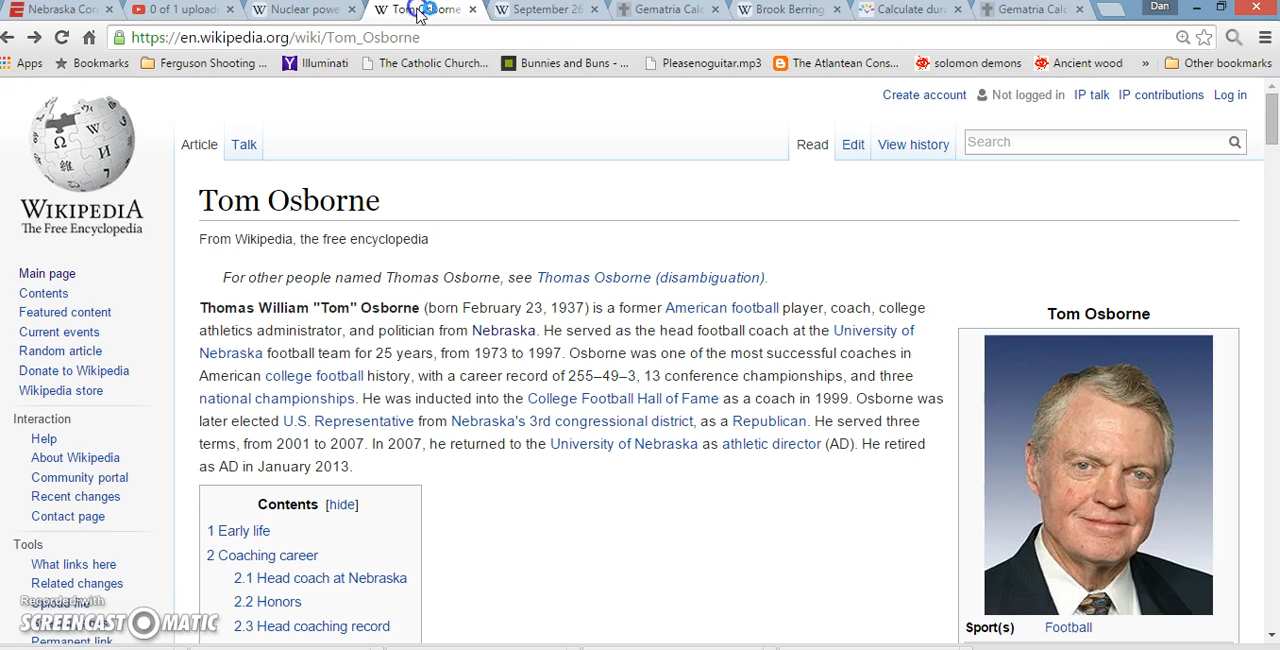 Nebraska Cor
0 of 1 upload
Nuclear powe
Tom Osborne
September 26
Gematria Calc
Brook Berring
Calculate dura
Gematria Calc
Dan
https://en.wikipedia.org/wiki/Tom_Osborne
Apps
Bookmarks
Ferguson Shooting ...
Illuminati
The Catholic Church...
Bunnies and Buns - ...
Pleasenoguitar.mp3
The Atlantean Cons...
solomon demons
Ancient wood
»
Other bookmarks
Create account
Not logged in
IP talk
IP contributions
Log in
Article
Talk
Read
Edit
View history
Search
WIKIPEDIA
The Free Encyclopedia
Main page
Contents
Featured content
Current events
Random article
Donate to Wikipedia
Wikipedia store
Interaction
Help
About Wikipedia
Community portal
Recent changes
Contact page
Tools
What links here
Related changes
Upload file
Permanent link
Recorded with
SCREENCAST-O-MATIC
Tom Osborne
From Wikipedia, the free encyclopedia
For other people named Thomas Osborne, see Thomas Osborne (disambiguation).
Thomas William "Tom" Osborne (born February 23, 1937) is a former American football player, coach, college
athletics administrator, and politician from Nebraska. He served as the head football coach at the University of
Nebraska football team for 25 years, from 1973 to 1997. Osborne was one of the most successful coaches in
American college football history, with a career record of 255–49–3, 13 conference championships, and three
national championships. He was inducted into the College Football Hall of Fame as a coach in 1999. Osborne was
later elected U.S. Representative from Nebraska's 3rd congressional district, as a Republican. He served three
terms, from 2001 to 2007. In 2007, he returned to the University of Nebraska as athletic director (AD). He retired
as AD in January 2013.
Contents [hide]
1 Early life
2 Coaching career
2.1 Head coach at Nebraska
2.2 Honors
2.3 Head coaching record
Tom Osborne
Sport(s) Football